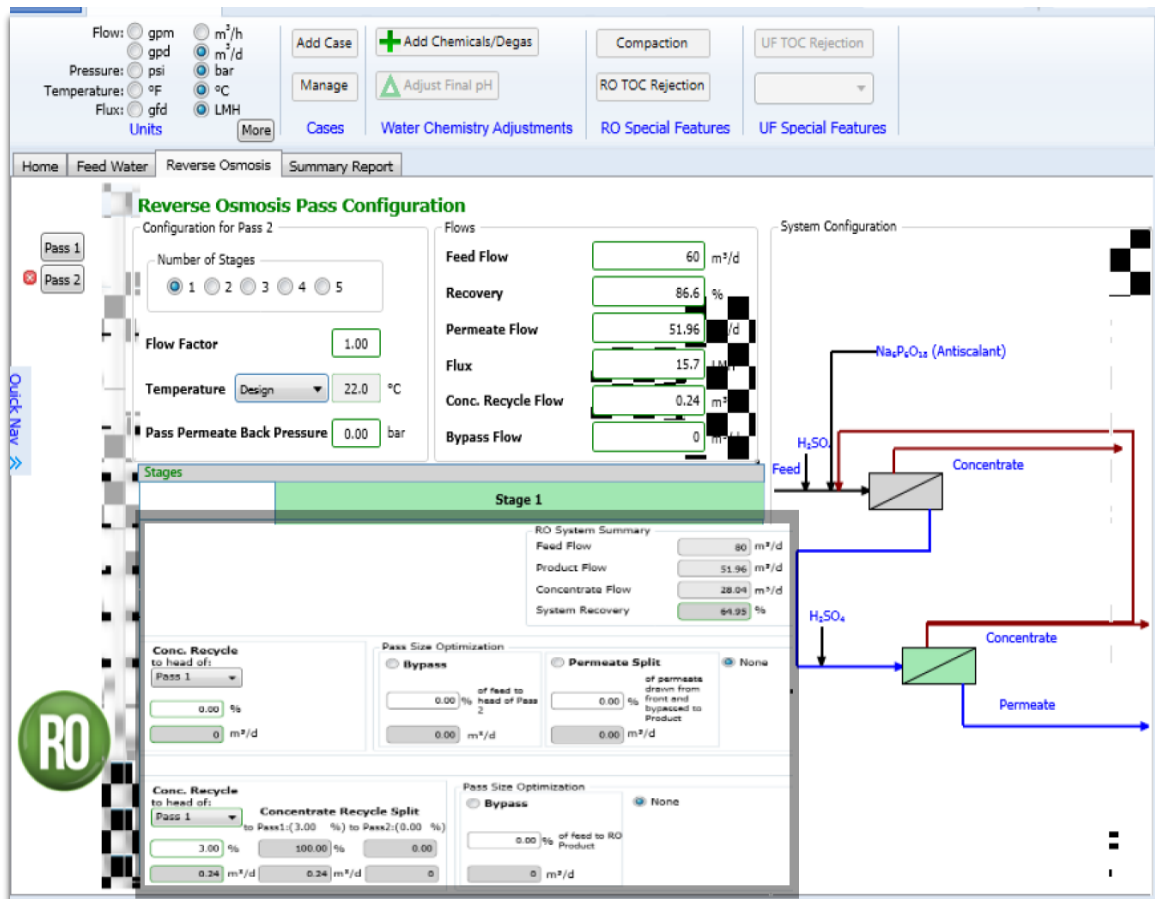 Flow: gpm m³/h
gpd m³/d
Pressure: psi bar
Temperature: °F °C
Flux: gfd LMH
Units More
Add Case
Manage
Cases
Add Chemicals/Degas
Adjust Final pH
Water Chemistry Adjustments
Compaction
RO TOC Rejection
RO Special Features
UF TOC Rejection
UF Special Features
Home Feed Water Reverse Osmosis Summary Report
Quick Nav
Pass 1
Pass 2
Reverse Osmosis Pass Configuration
Configuration for Pass 2
Number of Stages
1 2 3 4 5
Flow Factor 1.00
Temperature Design 22.0 °C
Pass Permeate Back Pressure 0.00 bar
Flows
Feed Flow 60 m³/d
Recovery 86.6 %
Permeate Flow 51.96 /d
Flux 15.7 LMH
Conc. Recycle Flow 0.24 m³
Bypass Flow 0
System Configuration
Na₆P₆O₁₈ (Antiscalant)
H₂SO
Feed
Concentrate
H₂SO₄
Concentrate
Permeate
Stages
Stage 1
RO System Summary
Feed Flow 80 m³/d
Product Flow 51.96 m³/d
Concentrate Flow 28.04 m³/d
System Recovery 64.95 %
Conc. Recycle
to head of:
Pass 1
0.00 %
0 m³/d
Pass Size Optimization
Bypass
0.00 % of feed to head of Pass 2
0.00 m³/d
Permeate Split
0.00 % of permeate drawn from front and bypassed to Product
0.00 m³/d
None
Conc. Recycle
to head of:
Pass 1
3.00 %
0.24 m³/d
Concentrate Recycle Split
to Pass1:(3.00 %) to Pass2:(0.00 %)
100.00 % 0.00
0.24 m³/d 0
Pass Size Optimization
Bypass
0.00 % of feed to RO Product
0 m³/d
None
RO